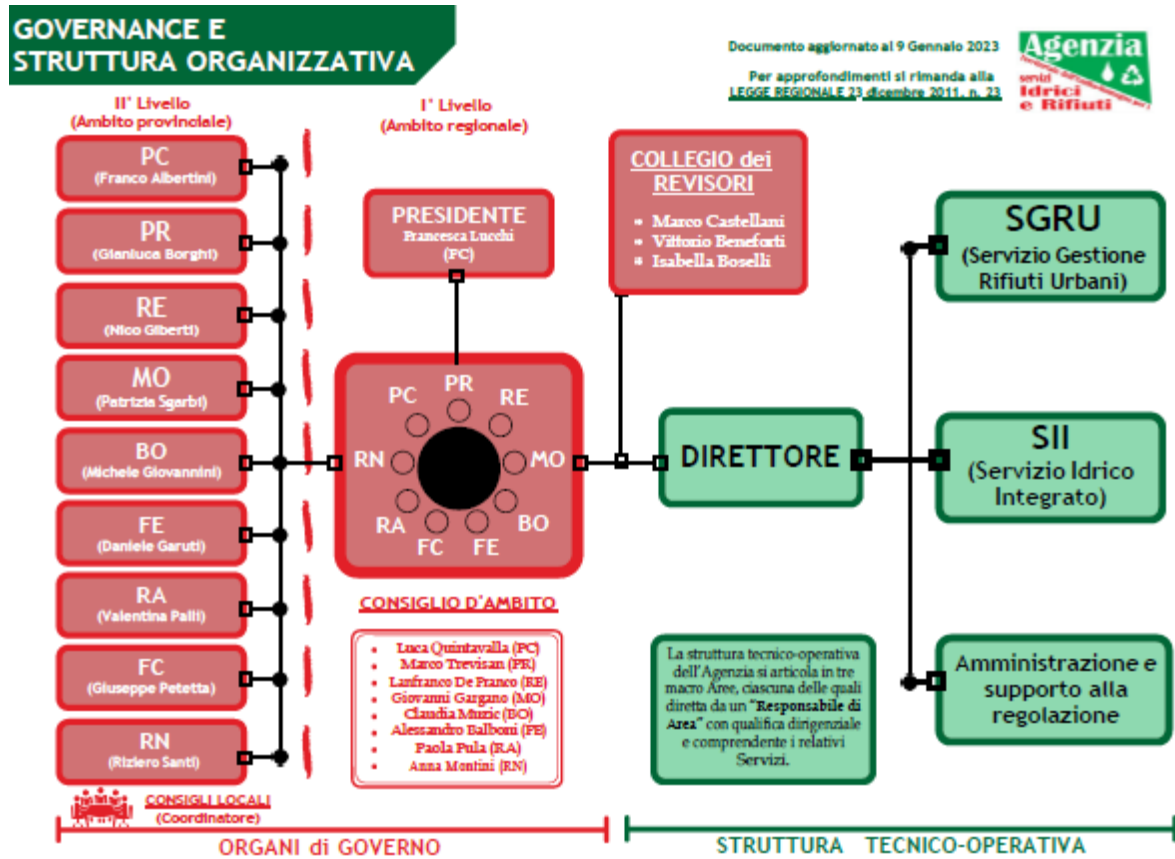 GOVERNANCE E
STRUTTURA ORGANIZZATIVA
Documento aggiornato al 9 Gennaio 2023
Per approfondimenti si rimanda alla
LEGGE REGIONALE 23 dicembre 2011, n. 23
Agenzia
servizi
Idrici
e Rifiuti
II° Livello
(Ambito provinciale)
PC
(Franco Albertini)
PR
(Gianluca Borghi)
RE
(Nico Giberti)
MO
(Patrizia Sgarbi)
BO
(Michele Giovannini)
FE
(Daniele Garuti)
RA
(Valentina Palli)
FC
(Giuseppe Petetta)
RN
(Riziero Santi)
CONSIGLI LOCALI
(Coordinatore)
I° Livello
(Ambito regionale)
PRESIDENTE
Francesca Lucchi
(FC)
PR
PC
RE
RN
MO
RA
BO
FC
FE
CONSIGLIO D'AMBITO
• Luca Quintavalla (PC)
• Marco Trevisan (PR)
• Lanfranco De Franco (RE)
• Giovanni Gargano (MO)
• Claudia Muzic (BO)
• Alessandro Balboni (FE)
• Paola Pula (RA)
• Anna Montini (RN)
COLLEGIO dei
REVISORI
Marco Castellani
Vittorio Beneforti
Isabella Boselli
DIRETTORE
SGRU
(Servizio Gestione
Rifiuti Urbani)
SII
(Servizio Idrico
Integrato)
Amministrazione e
supporto alla
regolazione
La struttura tecnico-operativa
dell'Agenzia si articola in tre
macro Aree, ciascuna delle quali
diretta da un "Responsabile di
Area" con qualifica dirigenziale
e comprendente i relativi
Servizi.
ORGANI di GOVERNO
STRUTTURA TECNICO-OPERATIVA